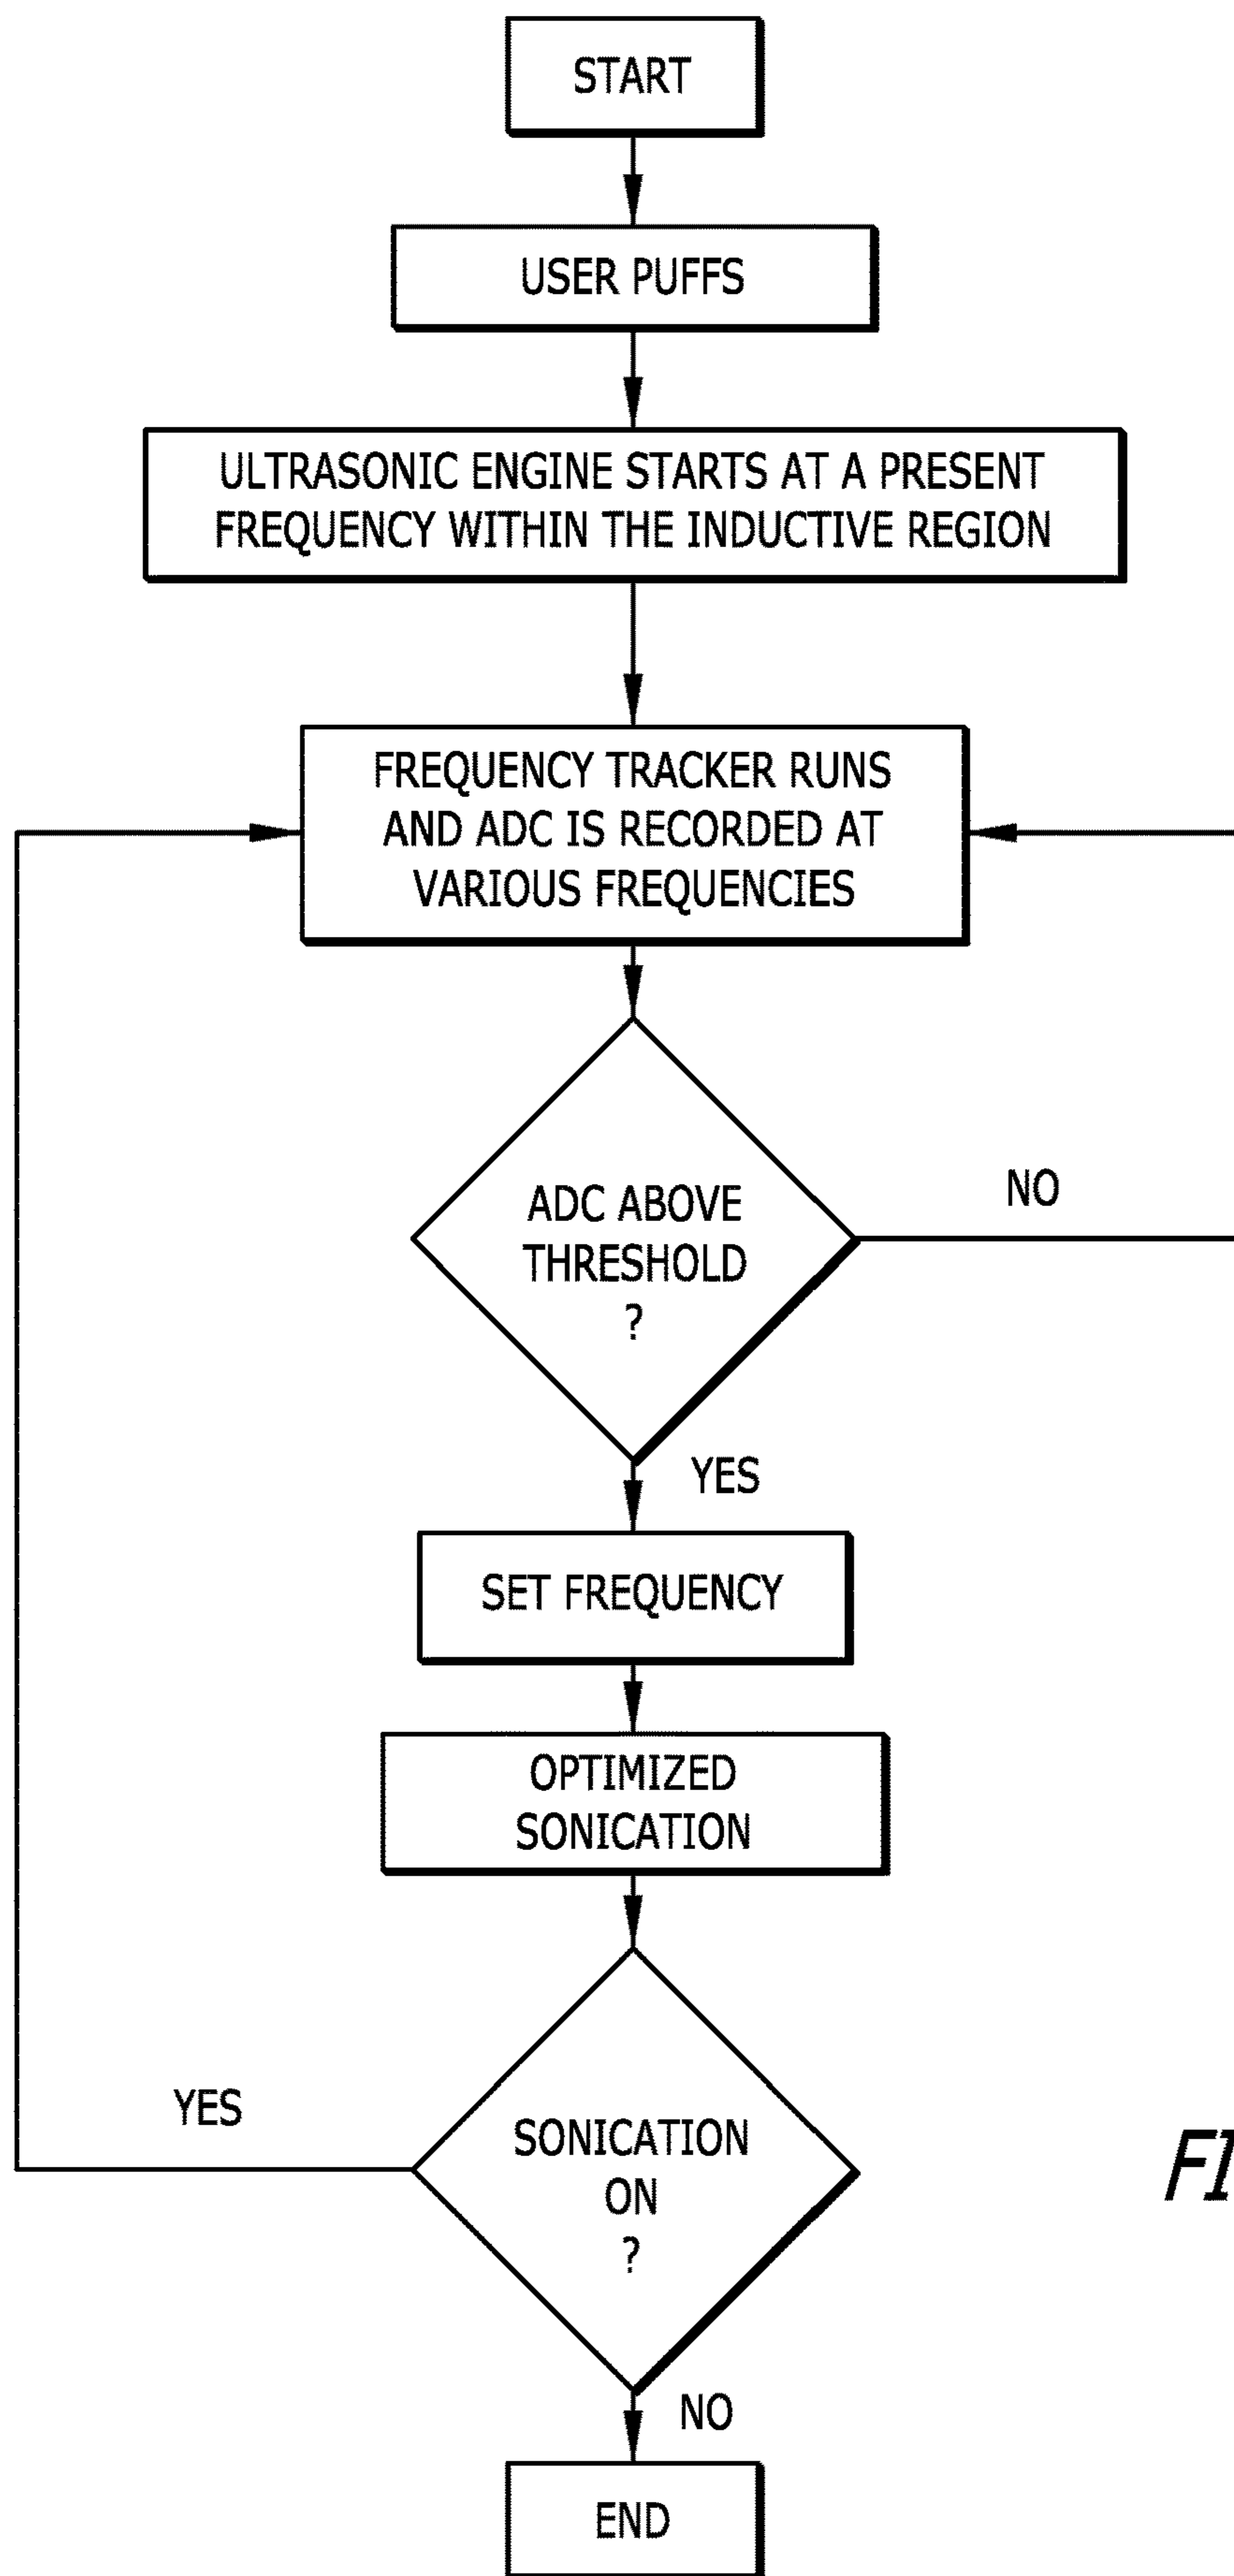 START
USER PUFFS
ULTRASONIC ENGINE STARTS AT A PRESENT
FREQUENCY WITHIN THE INDUCTIVE REGION
FREQUENCY TRACKER RUNS
AND ADC IS RECORDED AT
VARIOUS FREQUENCIES
ADC ABOVE
THRESHOLD
?
NO
YES
SET FREQUENCY
OPTIMIZED
SONICATION
YES
SONICATION
ON
?
FI
NO
END